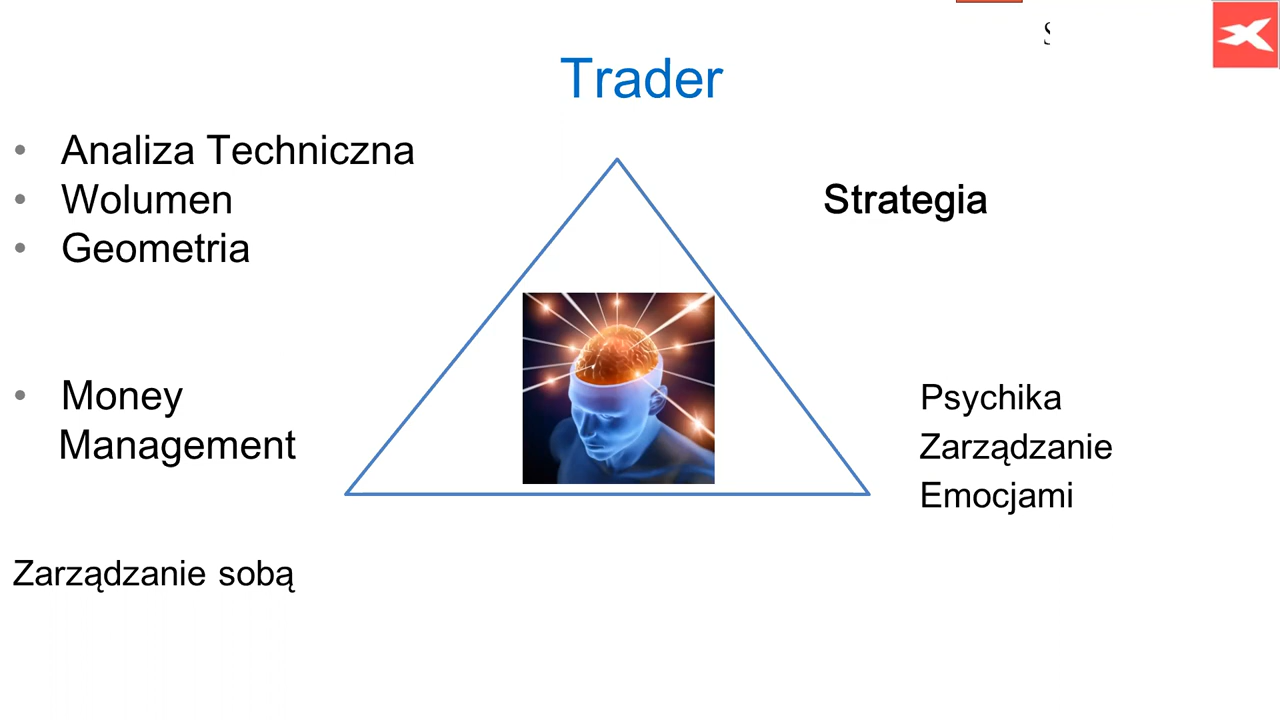 Trader
• Analiza Techniczna
• Wolumen
• Geometria
Strategia
• Money
Management
Psychika
Zarządzanie
Emocjami
Zarządzanie sobą